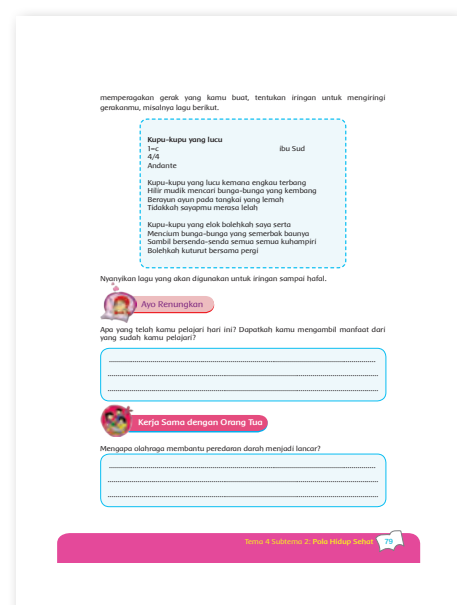 memperagakan gerak yang kamu buat, tentukan iringan untuk mengiringi
gerakanmu, misalnya lagu berikut.
Kupu-kupu yang lucu
1=c ibu Sud
4/4
Andante
Kupu-kupu yang lucu kemana engkau terbang
Hilir mudik mencari bunga-bunga yang kembang
Berayun ayun pada tangkai yang lemah
Tidakkah sayapmu merasa lelah
Kupu-kupu yang elok bolehkah saya serta
Mencium bunga-bunga yang semerbak baunya
Sambil bersenda-senda semua semua kuhampiri
Bolehkah kuturut bersama pergi
Nyanyikan lagu yang akan digunakan untuk iringan sampai hafal.
Ayo Renungkan
Apa yang telah kamu pelajari hari ini? Dapatkah kamu mengambil manfaat dari
yang sudah kamu pelajari?
Kerja Sama dengan Orang Tua
Mengapa olahraga membantu peredaran darah menjadi lancar?
Tema 4 Subtema 2: Pola Hidup Sehat 79